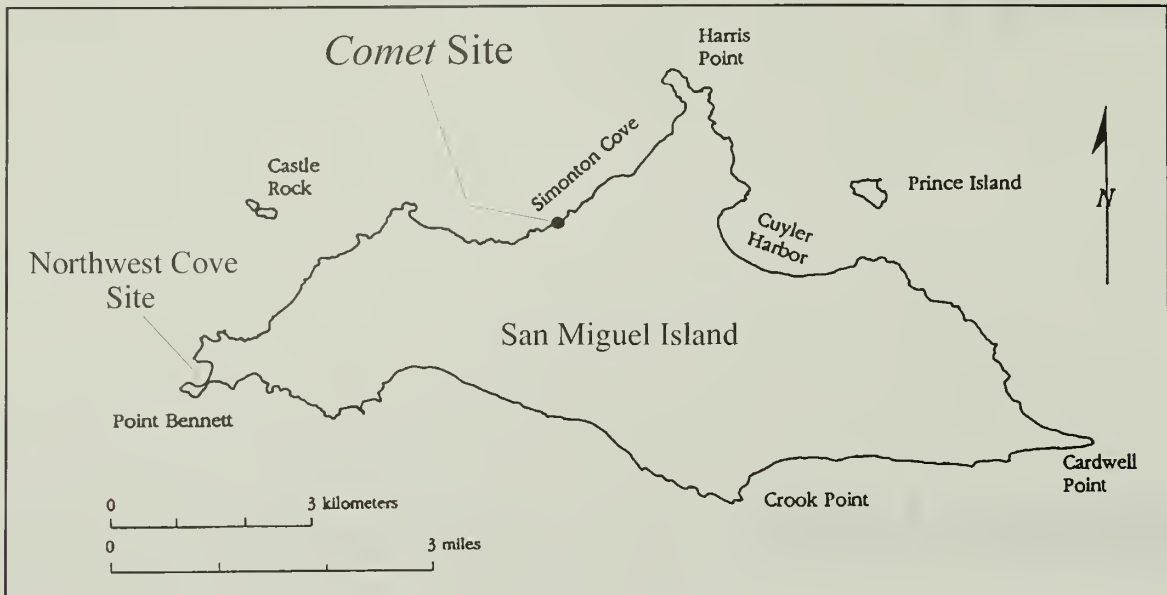 Harris
Point
Comet Site
Simonton Cove
Castle
Rock
Prince Island
N
Cuyler
Harbor
Northwest Cove
Site
San Miguel Island
Point Bennett
Cardwell
Point
Crook Point
0 3 kilometers
0 3 miles